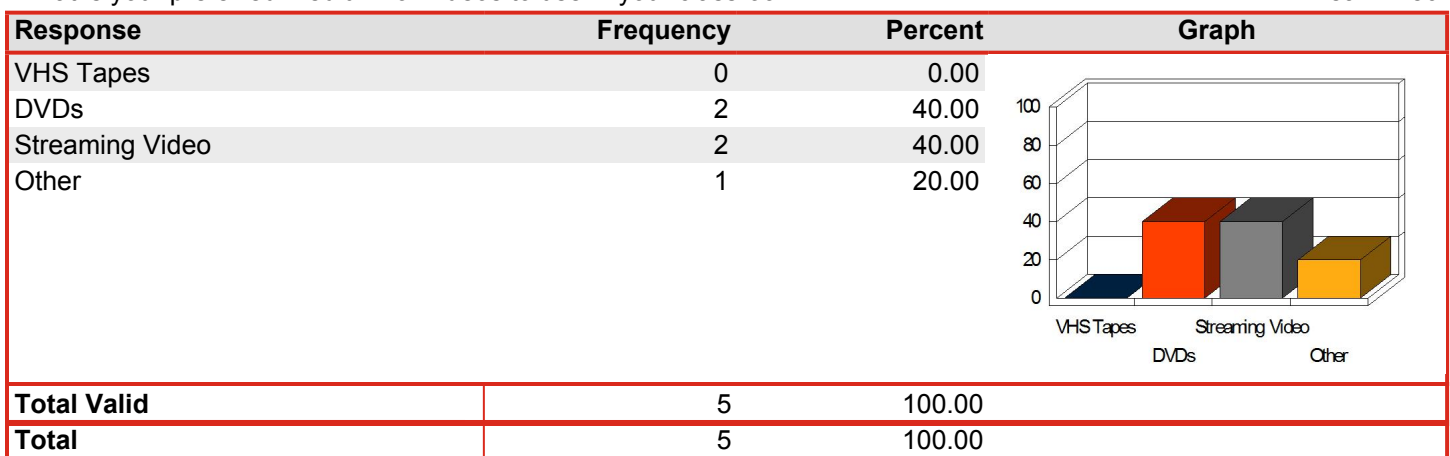 Response Frequency Percent Graph
VHS Tapes 0 0.00
DVDs 2 40.00
Streaming Video 2 40.00
Other 1 20.00
100
80
60
40
20
0
VHS Tapes Streaming Video
DVDs Other
Total Valid 5 100.00
Total 5 100.00